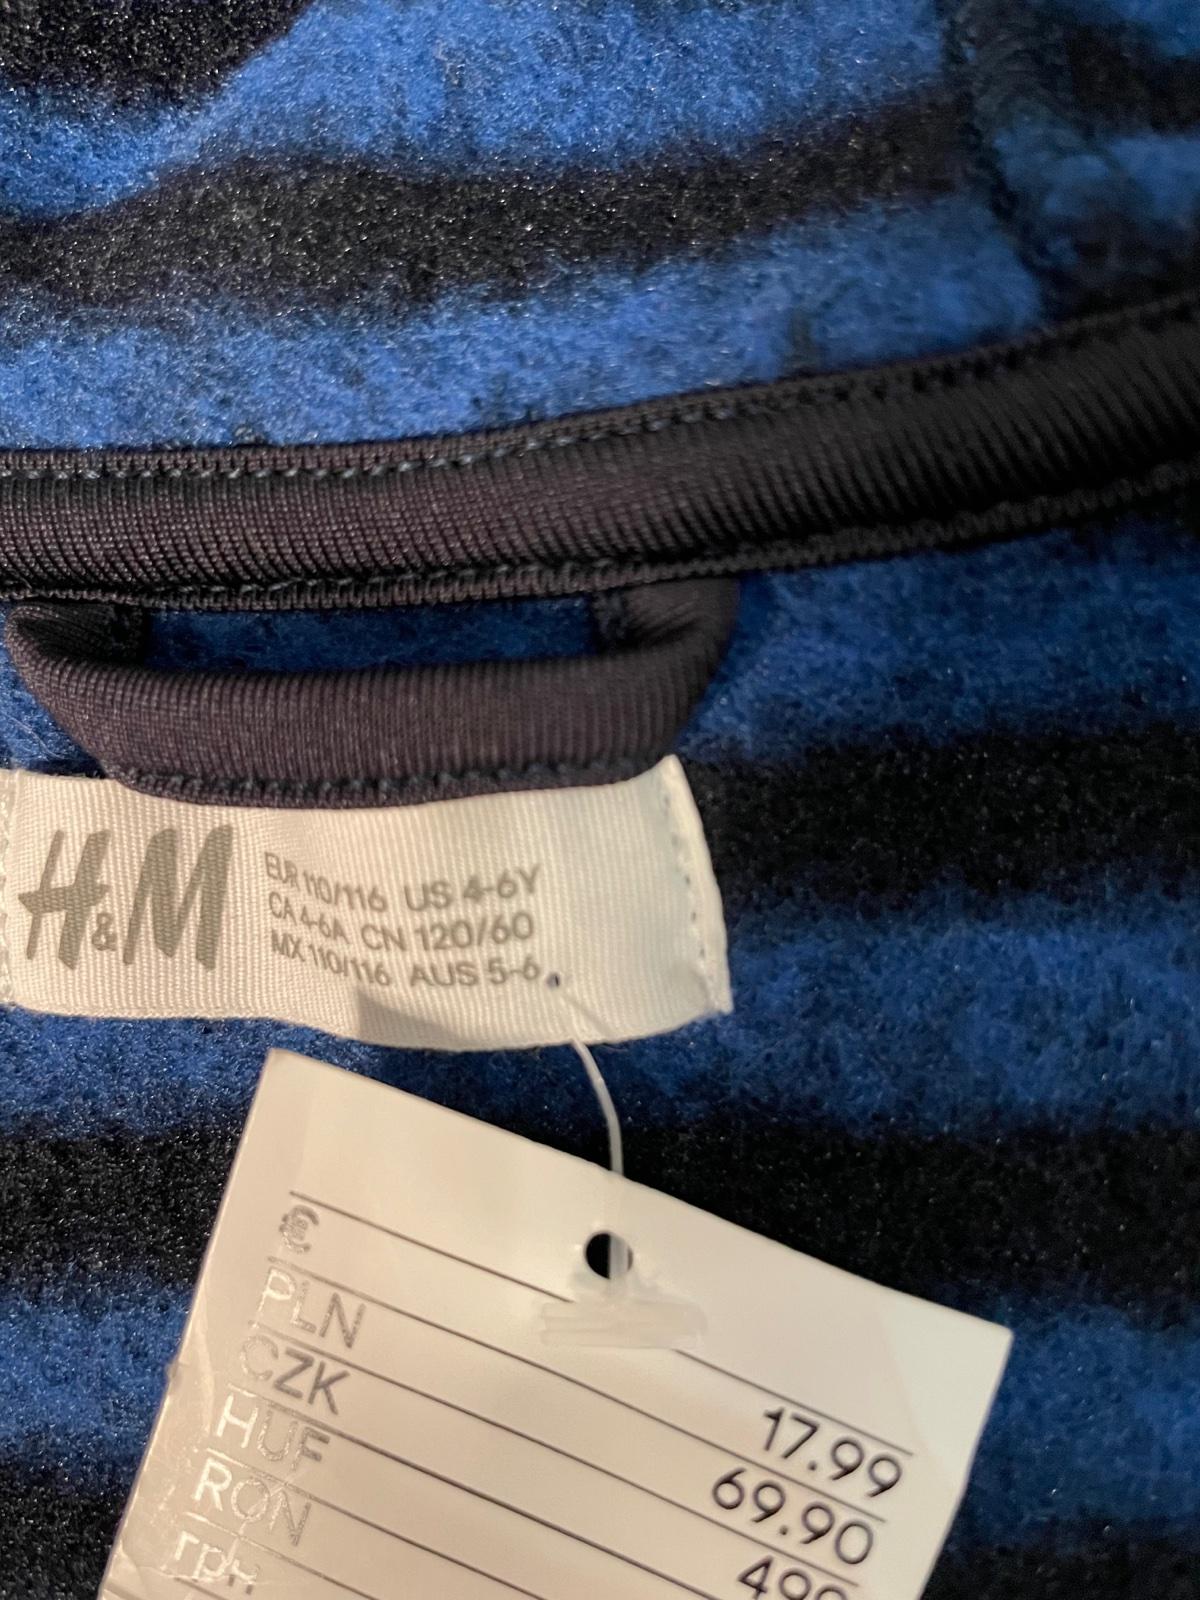 H&M
EUR 110/116 US 4-6Y
CA 4-6A CN 120/60
MX 110/116 AUS 5-6
€ 17.99
PLN 69.90
CZK 499
HUF
RON
ГРН